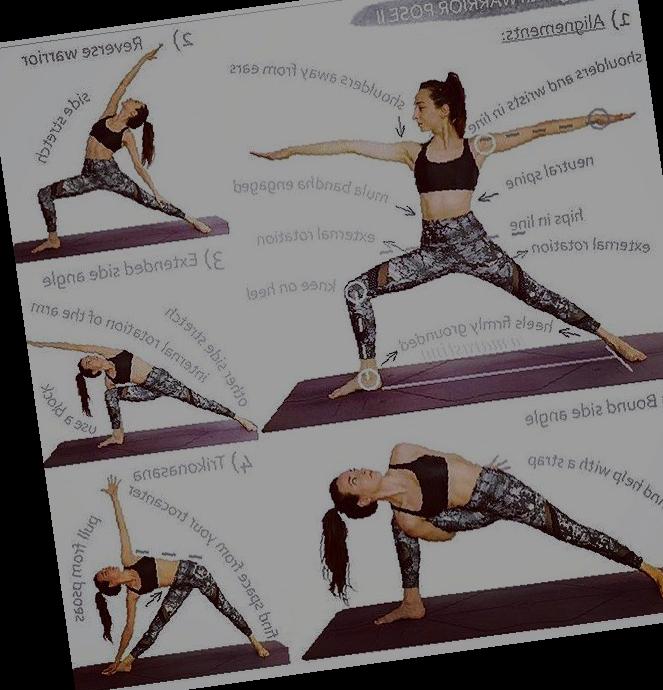 WARRIOR POSE II
1) Alignements:
shoulders away from ears
shoulders and wrists in line
mula bandha engaged
neutral spine
external rotation
hips in line
external rotation
knee on heel
heels firmly grounded
2) Reverse warrior
side stretch
3) Extended side angle
other side stretch
internal rotation of the arm
use a block
4) Trikonasana
find space from your trocanter
pull from psoas
Bound side angle
and help with a strap